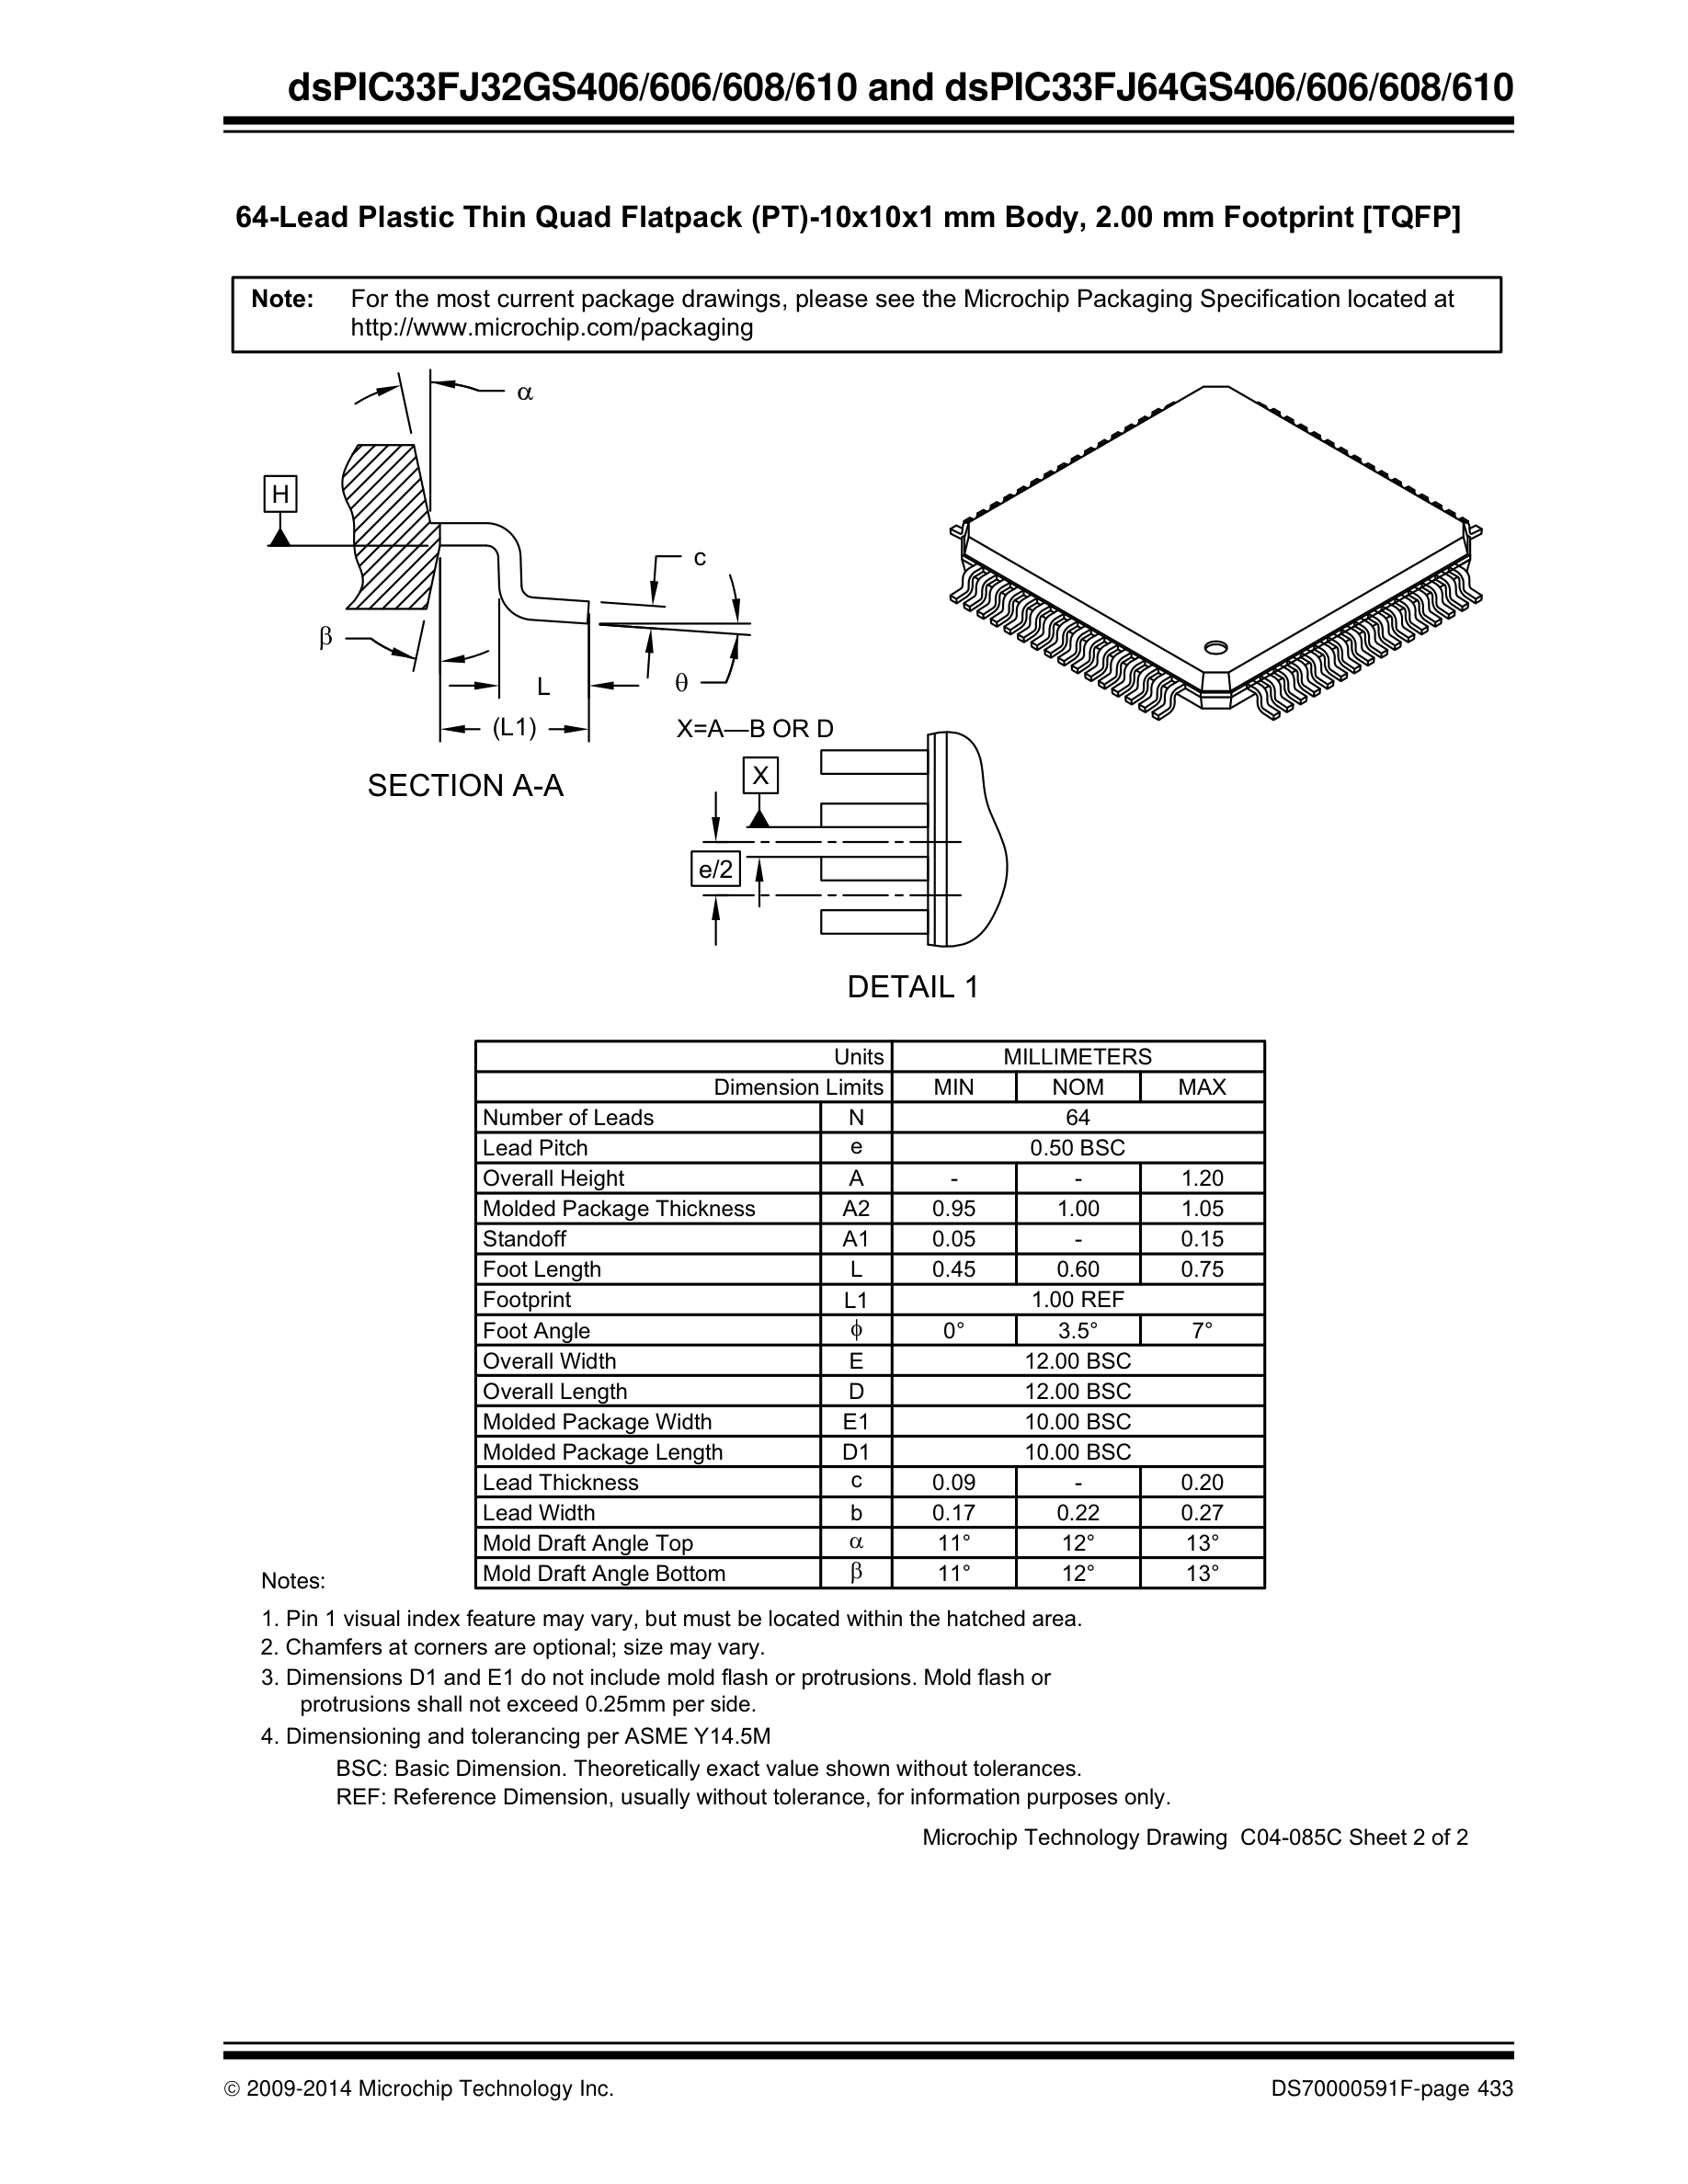 dsPIC33FJ32GS406/606/608/610 and dsPIC33FJ64GS406/606/608/610
64-Lead Plastic Thin Quad Flatpack (PT)-10x10x1 mm Body, 2.00 mm Footprint [TQFP]
Note: For the most current package drawings, please see the Microchip Packaging Specification located at
http://www.microchip.com/packaging
α
H
c
β
L
θ
(L1)
X=A—B OR D
SECTION A-A
X
e/2
DETAIL 1
Units MILLIMETERS
Dimension Limits MIN NOM MAX
Number of Leads N 64
Lead Pitch e 0.50 BSC
Overall Height A - - 1.20
Molded Package Thickness A2 0.95 1.00 1.05
Standoff A1 0.05 - 0.15
Foot Length L 0.45 0.60 0.75
Footprint L1 1.00 REF
Foot Angle ϕ 0° 3.5° 7°
Overall Width E 12.00 BSC
Overall Length D 12.00 BSC
Molded Package Width E1 10.00 BSC
Molded Package Length D1 10.00 BSC
Lead Thickness c 0.09 - 0.20
Lead Width b 0.17 0.22 0.27
Mold Draft Angle Top α 11° 12° 13°
Mold Draft Angle Bottom β 11° 12° 13°
Notes:
1. Pin 1 visual index feature may vary, but must be located within the hatched area.
2. Chamfers at corners are optional; size may vary.
3. Dimensions D1 and E1 do not include mold flash or protrusions. Mold flash or
protrusions shall not exceed 0.25mm per side.
4. Dimensioning and tolerancing per ASME Y14.5M
BSC: Basic Dimension. Theoretically exact value shown without tolerances.
REF: Reference Dimension, usually without tolerance, for information purposes only.
Microchip Technology Drawing C04-085C Sheet 2 of 2
© 2009-2014 Microchip Technology Inc. DS70000591F-page 433